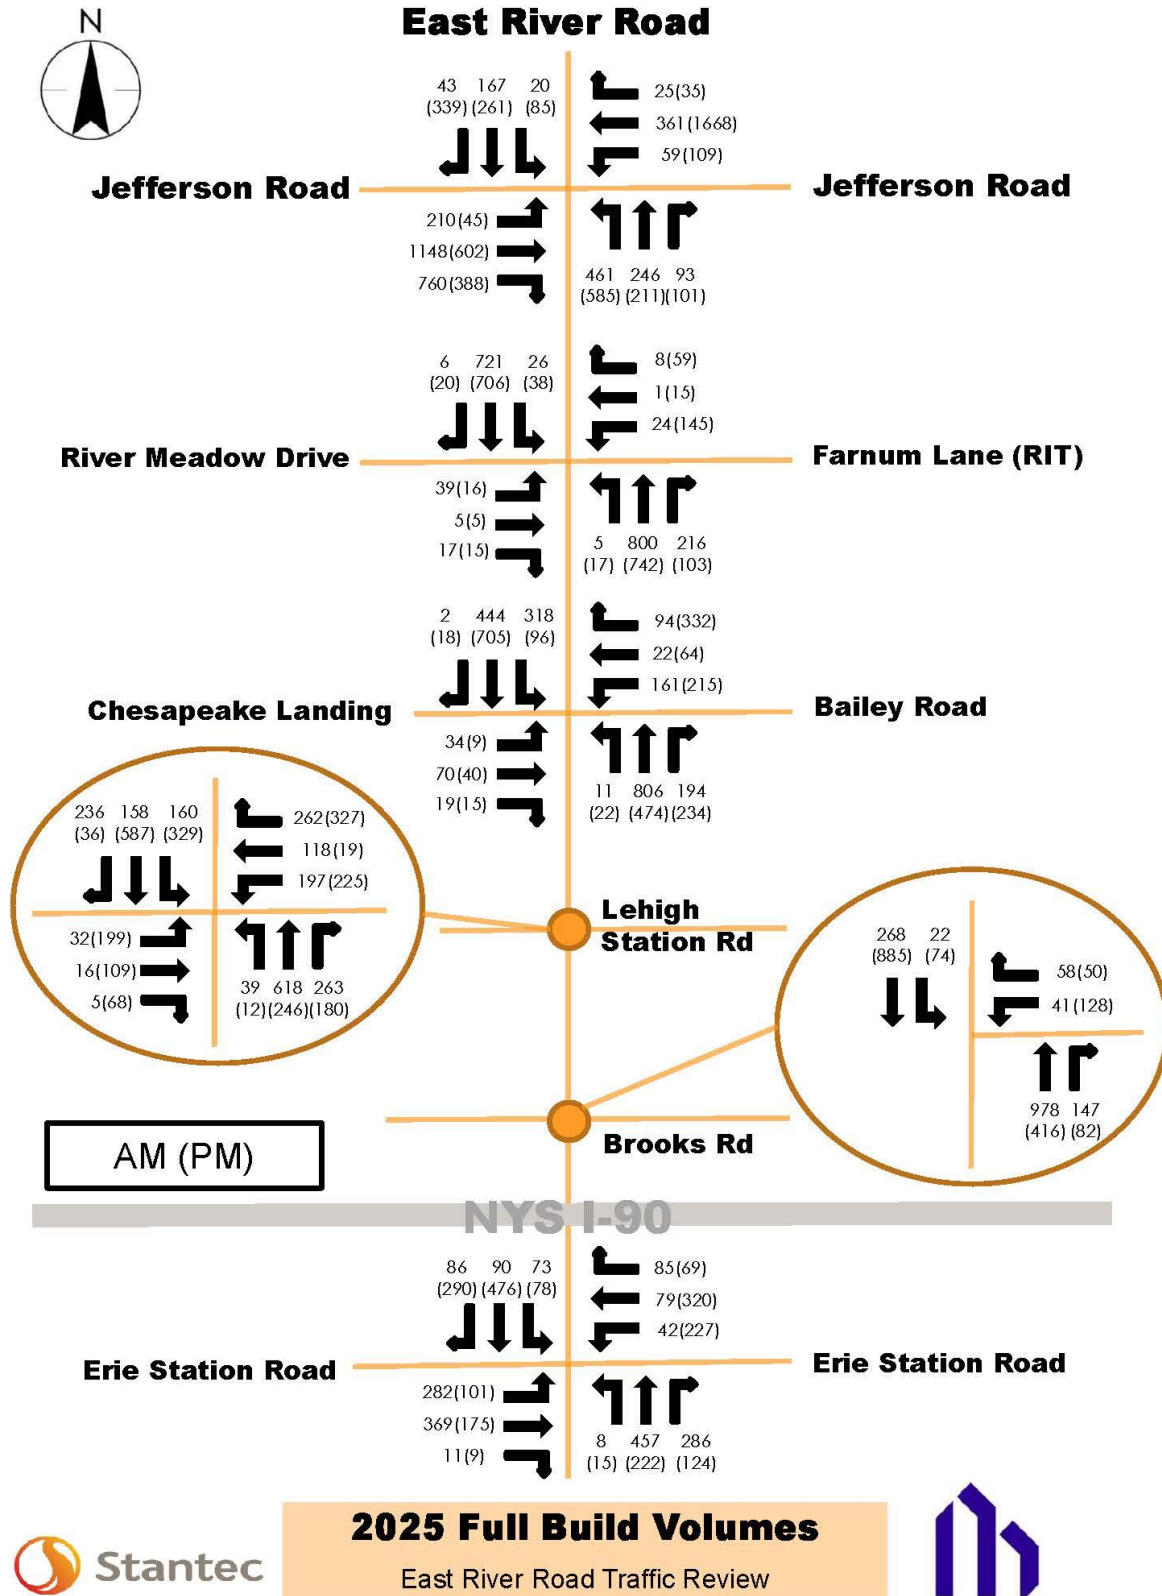 N
East River Road
43 167 20
(339) (261) (85)
25(35)
361(1668)
59(109)
Jefferson Road
Jefferson Road
210(45)
1148(602)
760(388)
461 246 93
(585) (211)(101)
6 721 26
(20) (706) (38)
8(59)
1(15)
24(145)
River Meadow Drive
Farnum Lane (RIT)
39(16)
5(5)
17(15)
5 800 216
(17) (742) (103)
2 444 318
(18) (705) (96)
94(332)
22(64)
161(215)
Chesapeake Landing
Bailey Road
34(9)
70(40)
19(15)
11 806 194
(22) (474) (234)
236 158 160
(36) (587) (329)
262(327)
118(19)
197(225)
32(199)
16(109)
5(68)
39 618 263
(12)(246)(180)
Lehigh
Station Rd
268 22
(885) (74)
58(50)
41(128)
978 147
(416) (82)
Brooks Rd
AM (PM)
NYS I-90
86 90 73
(290) (476) (78)
85(69)
79(320)
42(227)
Erie Station Road
Erie Station Road
282(101)
369(175)
11(9)
8 457 286
(15) (222) (124)
2025 Full Build Volumes
East River Road Traffic Review
Stantec